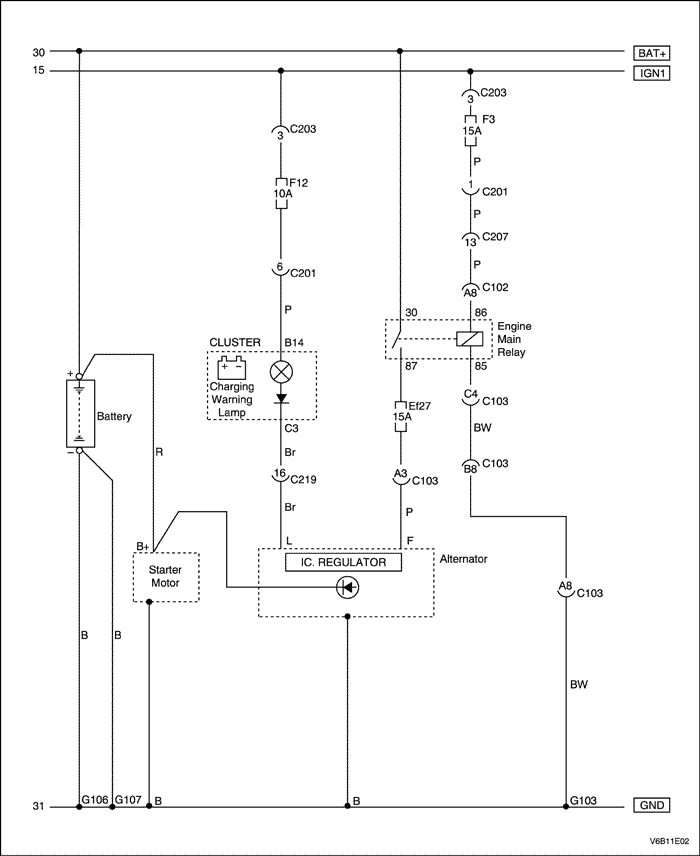 30 BAT+
15 IGN1
3 C203
F3
15A
3 C203
P
F12
10A
1 C201
P
13 C207
P
6 C201
A8 C102
P
30 86
Engine
Main
Relay
CLUSTER B14
+ −
Charging
Warning
Lamp
87 85
+
Battery
−
C4 C103
Ef27
15A
C3
BW
Br
R
16 C219
A3 C103
B8 C103
Br
P
B+
L F
Starter
Motor
IC. REGULATOR
Alternator
A8 C103
B B
BW
31 G106 G107 B B G103 GND
V6B11E02